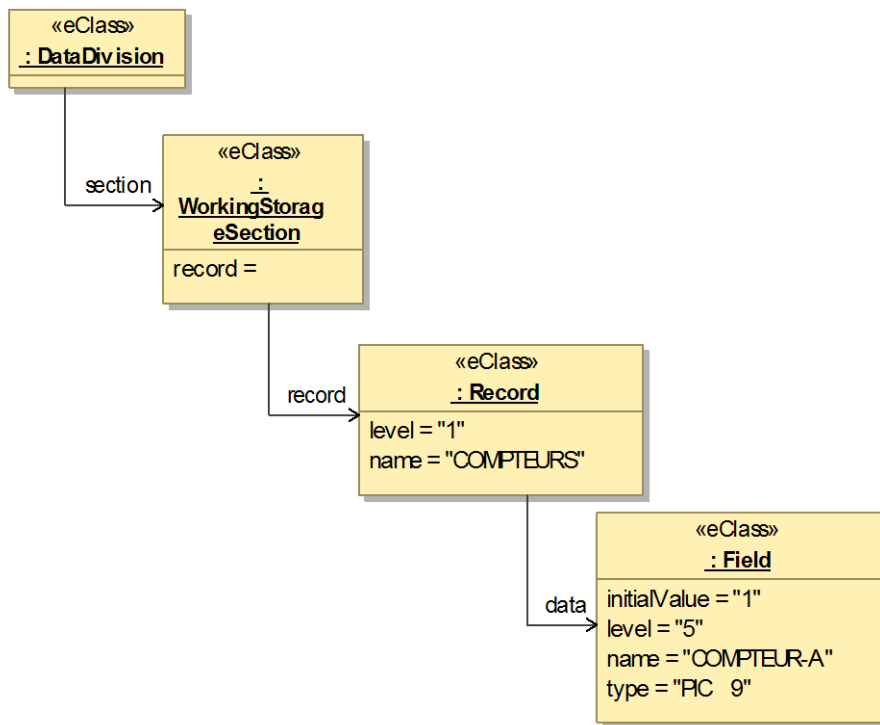 «eClass»
: DataDivision
section
«eClass»
:
WorkingStorag
eSection
record =
record
«eClass»
: Record
level = "1"
name = "COMPTEURS"
data
«eClass»
: Field
initialValue = "1"
level = "5"
name = "COMPTEUR-A"
type = "PIC 9"